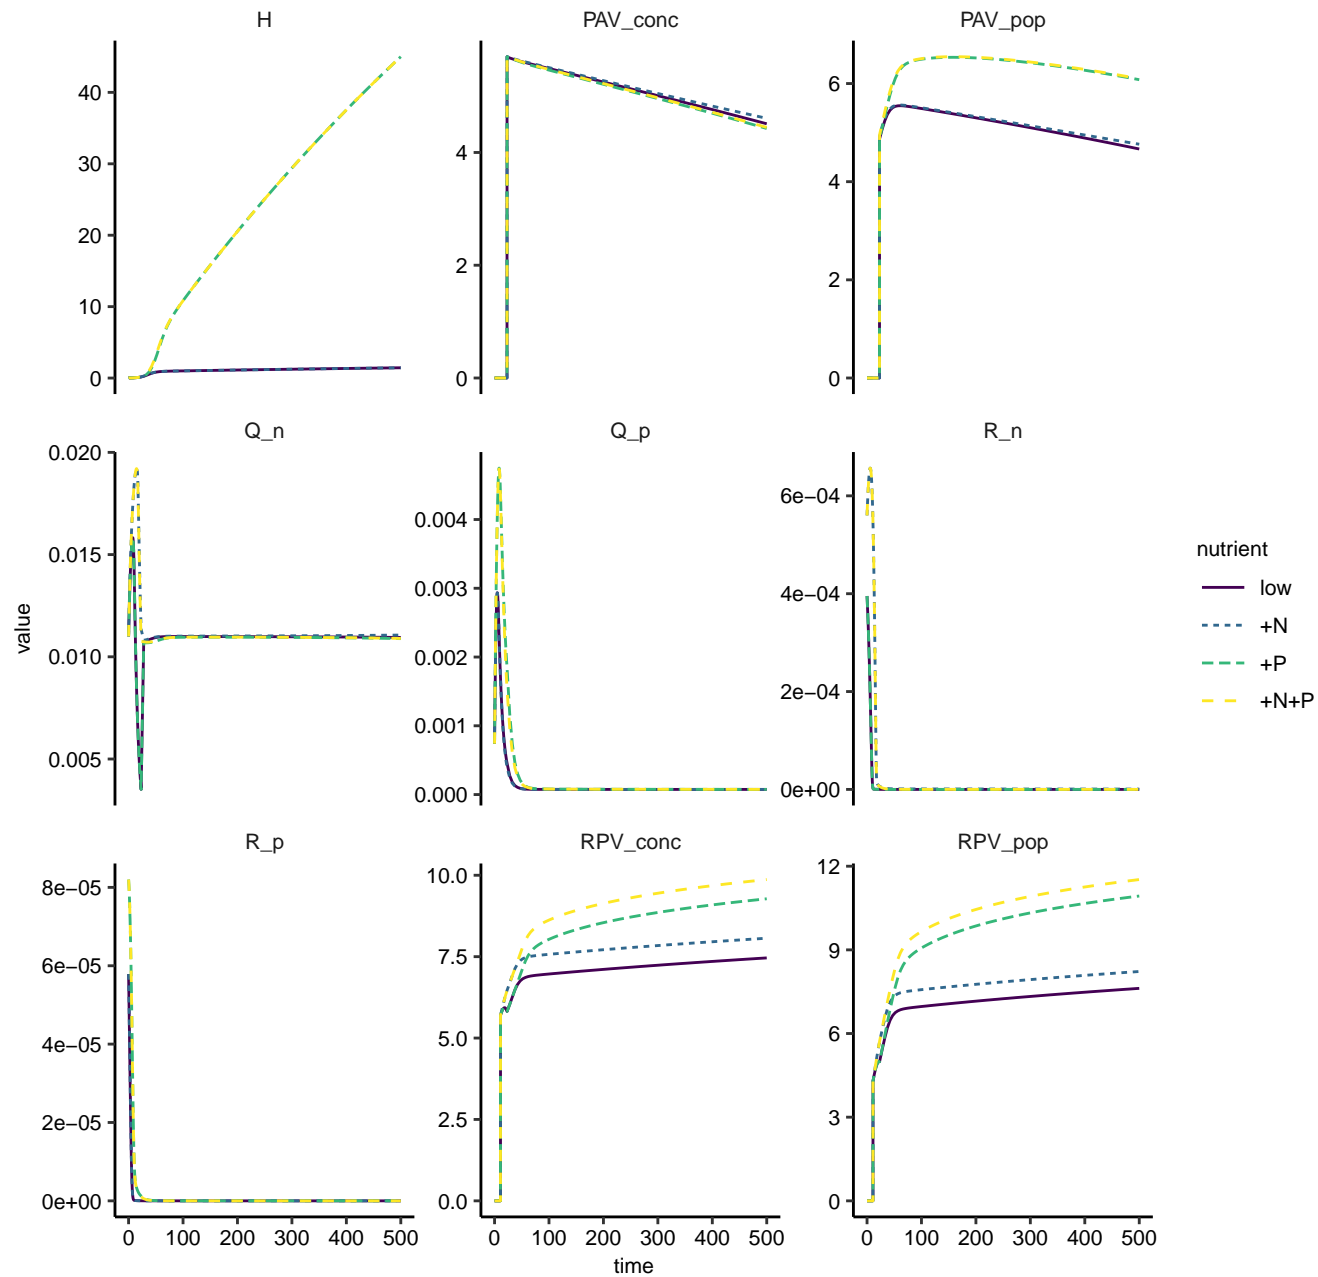 H
PAV_conc
PAV_pop
40
30
20
10
0
4
2
0
6
4
2
0
Q_n
Q_p
R_n
0.020
0.015
0.010
0.005
0.004
0.003
0.002
0.001
0.000
6e−04
4e−04
2e−04
0e+00
R_p
RPV_conc
RPV_pop
8e−05
6e−05
4e−05
2e−05
0e+00
10.0
7.5
5.0
2.5
0.0
12
9
6
3
0
0 100 200 300 400 500
0 100 200 300 400 500
0 100 200 300 400 500
time
value
nutrient
low
+N
+P
+N+P